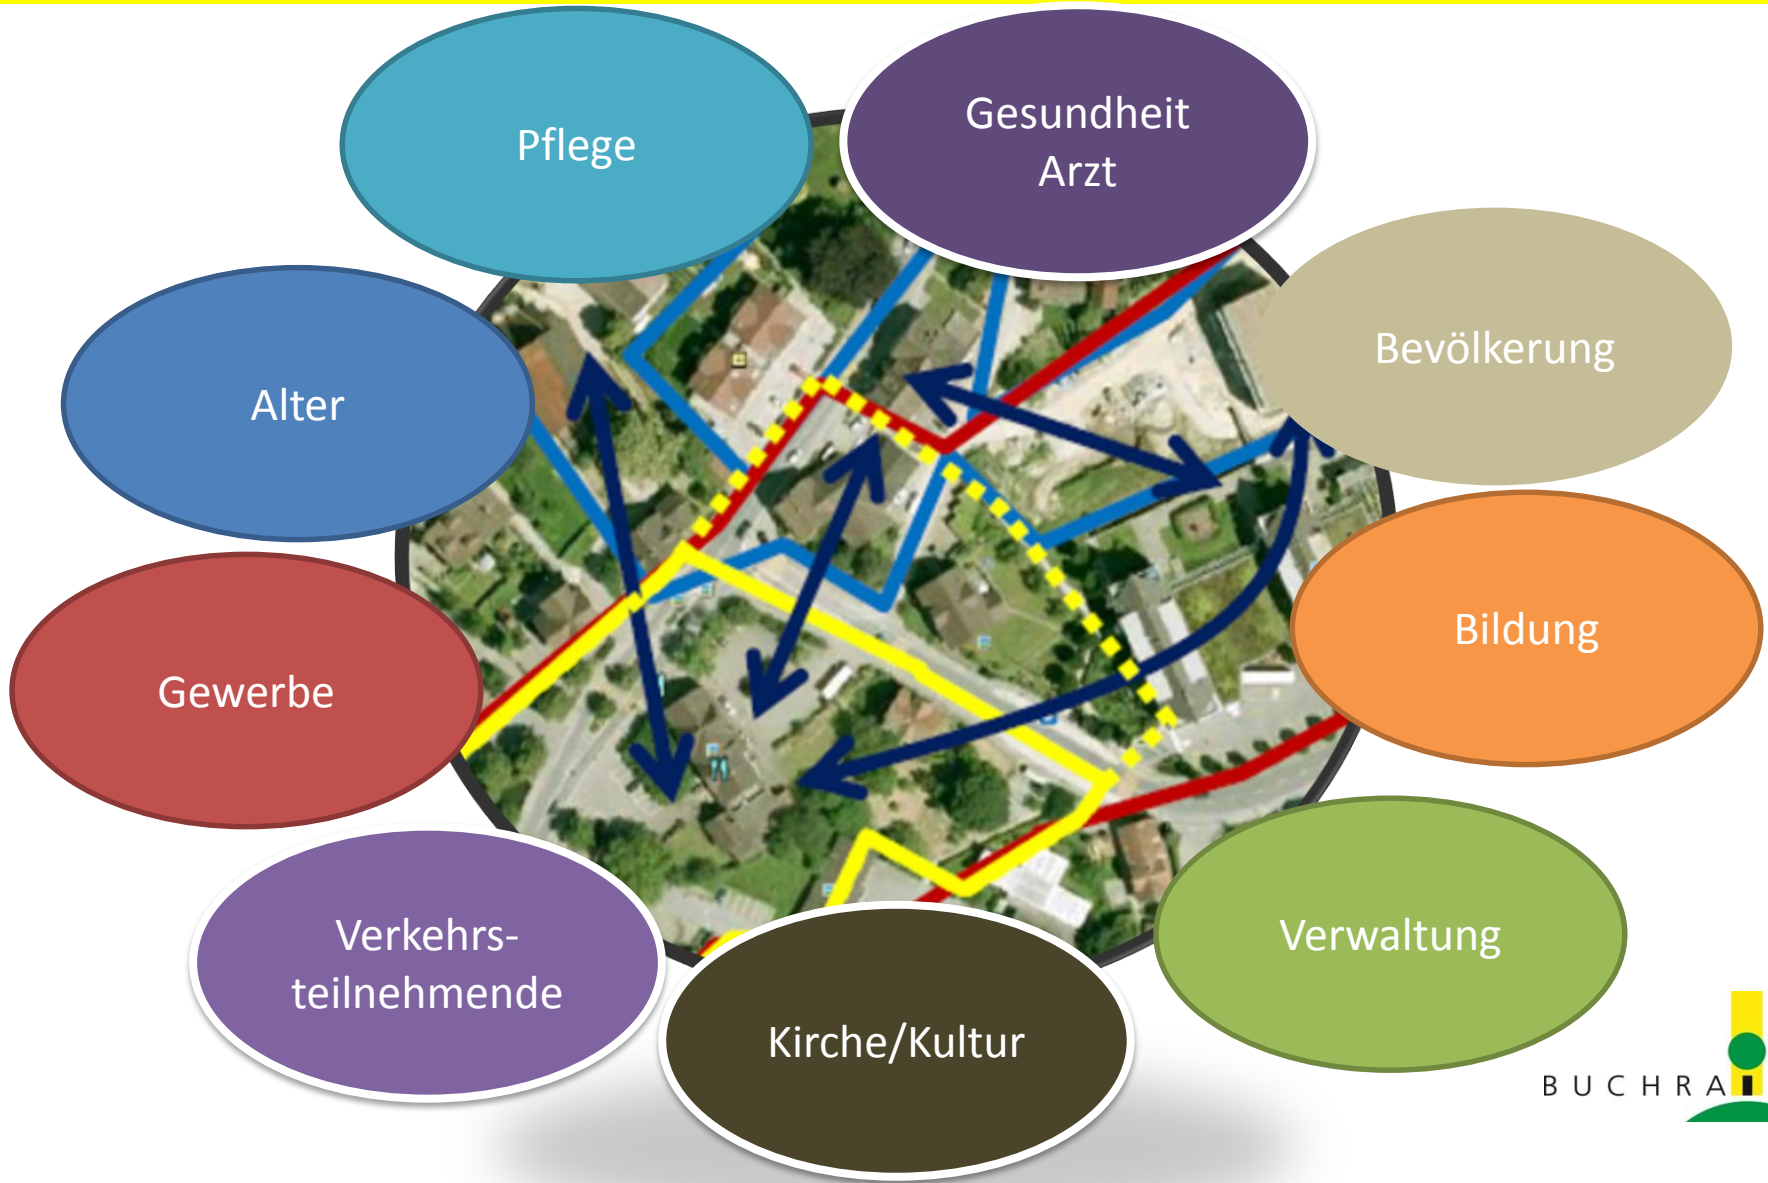 Pflege
Gesundheit
Arzt
Bevölkerung
Alter
Bildung
Gewerbe
Verwaltung
Verkehrs-
teilnehmende
Kirche/Kultur
BUCHRAI